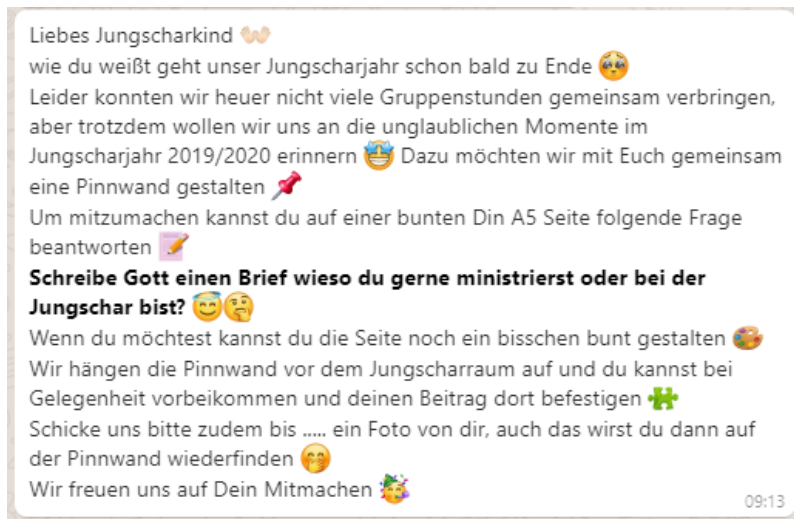 Liebes Jungscharkind 👐🏻
wie du weißt geht unser Jungscharjahr schon bald zu Ende 🥺
Leider konnten wir heuer nicht viele Gruppenstunden gemeinsam verbringen,
aber trotzdem wollen wir uns an die unglaublichen Momente im
Jungscharjahr 2019/2020 erinnern 🤩 Dazu möchten wir mit Euch gemeinsam
eine Pinnwand gestalten 📌
Um mitzumachen kannst du auf einer bunten Din A5 Seite folgende Frage
beantworten 📝
Schreibe Gott einen Brief wieso du gerne ministrierst oder bei der
Jungschar bist? 😇🤔
Wenn du möchtest kannst du die Seite noch ein bisschen bunt gestalten 🎨
Wir hängen die Pinnwand vor dem Jungscharraum auf und du kannst bei
Gelegenheit vorbeikommen und deinen Beitrag dort befestigen 🧩
Schicke uns bitte zudem bis ..... ein Foto von dir, auch das wirst du dann auf
der Pinnwand wiederfinden 🤭
Wir freuen uns auf Dein Mitmachen 🥳
09:13